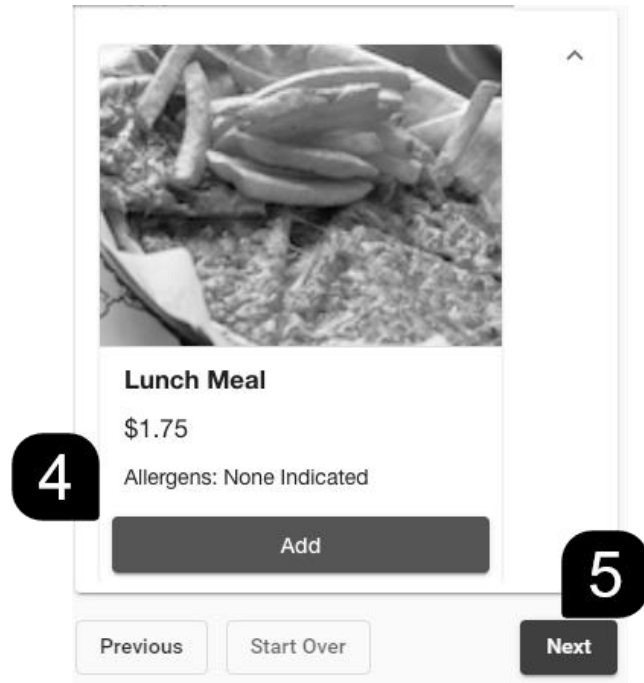 Lunch Meal
$1.75
4
Allergens: None Indicated
Add
5
Previous
Start Over
Next